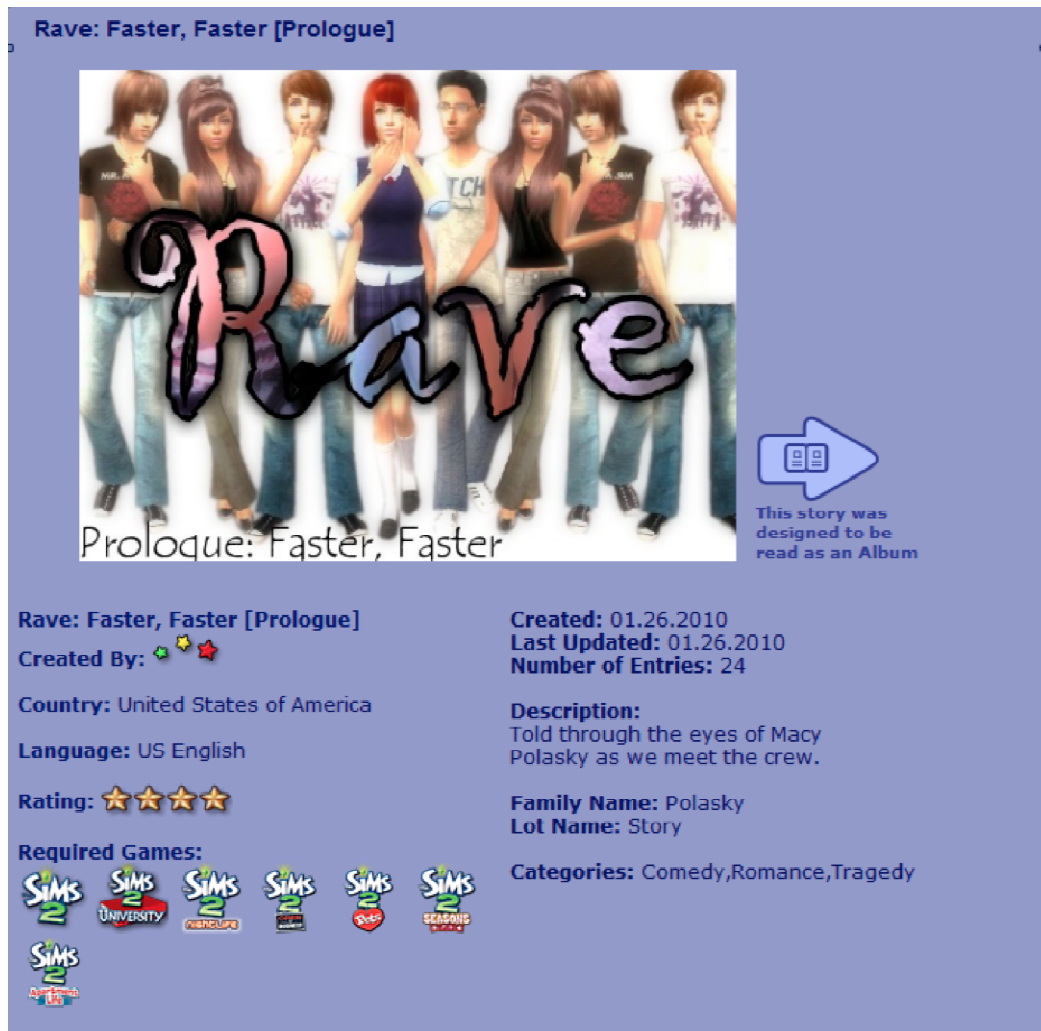 Rave: Faster, Faster [Prologue]
MR.
TCH
Rave
Prologue: Faster, Faster
This story was
designed to be
read as an Album
Rave: Faster, Faster [Prologue]
Created By:
Country: United States of America
Language: US English
Rating:
Required Games:
SiMS 2
SiMS 2 UNIVERSITY
SiMS 2 NIGHTLIFE
SiMS 2
SiMS 2 Pets
SiMS 2 SEASONS
SiMS 2 Apartment Life
Created: 01.26.2010
Last Updated: 01.26.2010
Number of Entries: 24
Description:
Told through the eyes of Macy
Polasky as we meet the crew.
Family Name: Polasky
Lot Name: Story
Categories: Comedy,Romance,Tragedy